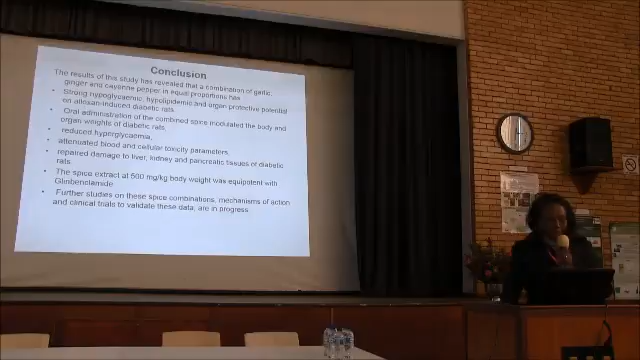 Conclusion
The results of this study has revealed that a combination of garlic,
ginger and cayenne pepper in equal proportions has
• Strong hypoglycaemic, hypolipidemic and organ protective potential
on alloxan-induced diabetic rats
• Oral administration of the combined spice modulated the body and
organ weights of diabetic rats
• reduced hyperglycaemia,
• attenuated blood and cellular toxicity parameters,
• repaired damage to liver, kidney and pancreatic tissues of diabetic
rats.
• The spice extract at 500 mg/kg body weight was equipotent with
Glinbenclamide
• Further studies on these spice combinations, mechanisms of action
and clinical trials to validate these data, are in progress